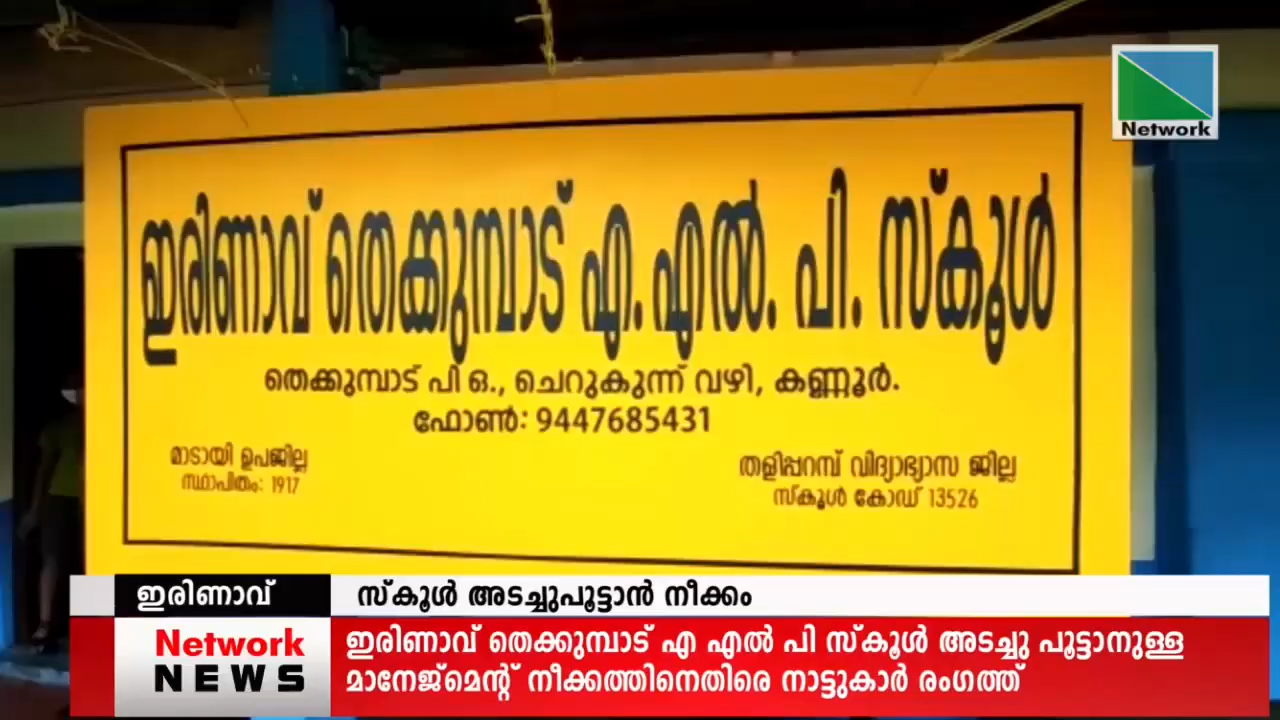 Network
ഇരിണാവ് തെക്കുമ്പാട് എ.എൽ. പി. സ്കൂൾ
തെക്കുമ്പാട് പി ഒ., ചെറുകുന്ന് വഴി, കണ്ണൂർ.
ഫോൺ: 9447685431
മാടായി ഉപജില്ല
സ്ഥാപിതം: 1917
തളിപ്പറമ്പ് വിദ്യാഭ്യാസ ജില്ല
സ്കൂൾ കോഡ് 13526
ഇരിണാവ്
സ്കൂൾ അടച്ചുപൂട്ടാൻ നീക്കം
Network
NEWS
ഇരിണാവ് തെക്കുമ്പാട് എ എൽ പി സ്കൂൾ അടച്ചു പൂട്ടാനുള്ള
മാനേജ്മെന്റ് നീക്കത്തിനെതിരെ നാട്ടുകാർ രംഗത്ത്